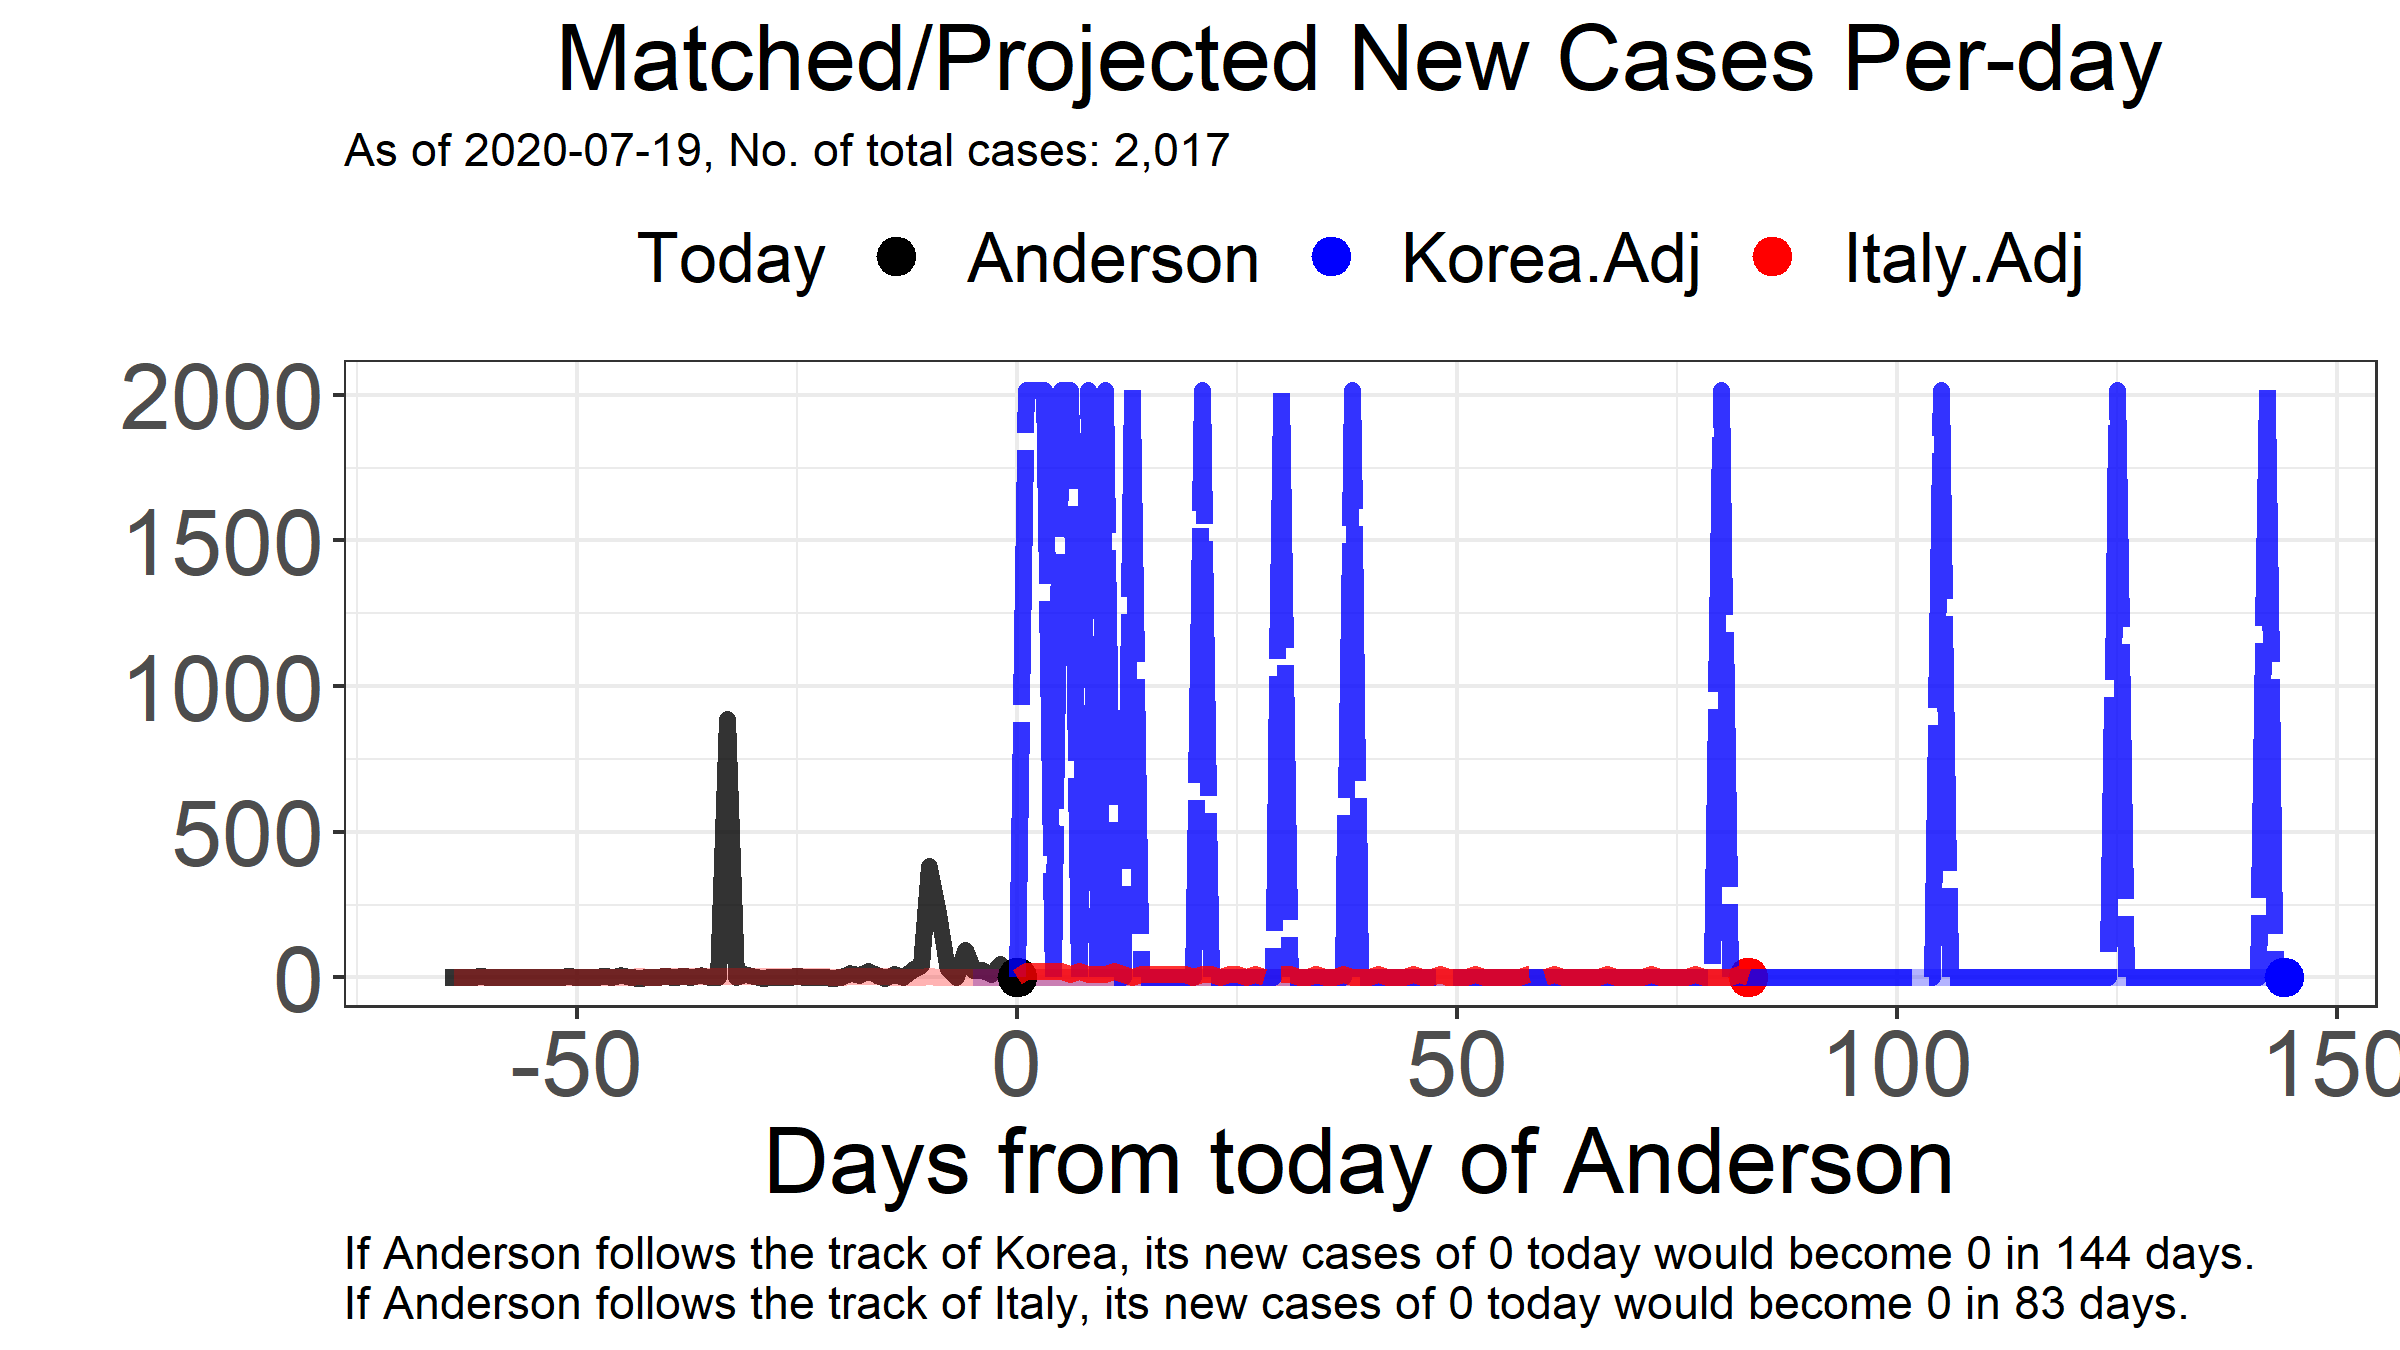 Matched/Projected New Cases Per-day
As of 2020-07-19, No. of total cases: 2,017
Today Anderson Korea.Adj Italy.Adj
2000
1500
1000
500
0
-50 0 50 100 150
Days from today of Anderson
If Anderson follows the track of Korea, its new cases of 0 today would become 0 in 144 days.
If Anderson follows the track of Italy, its new cases of 0 today would become 0 in 83 days.